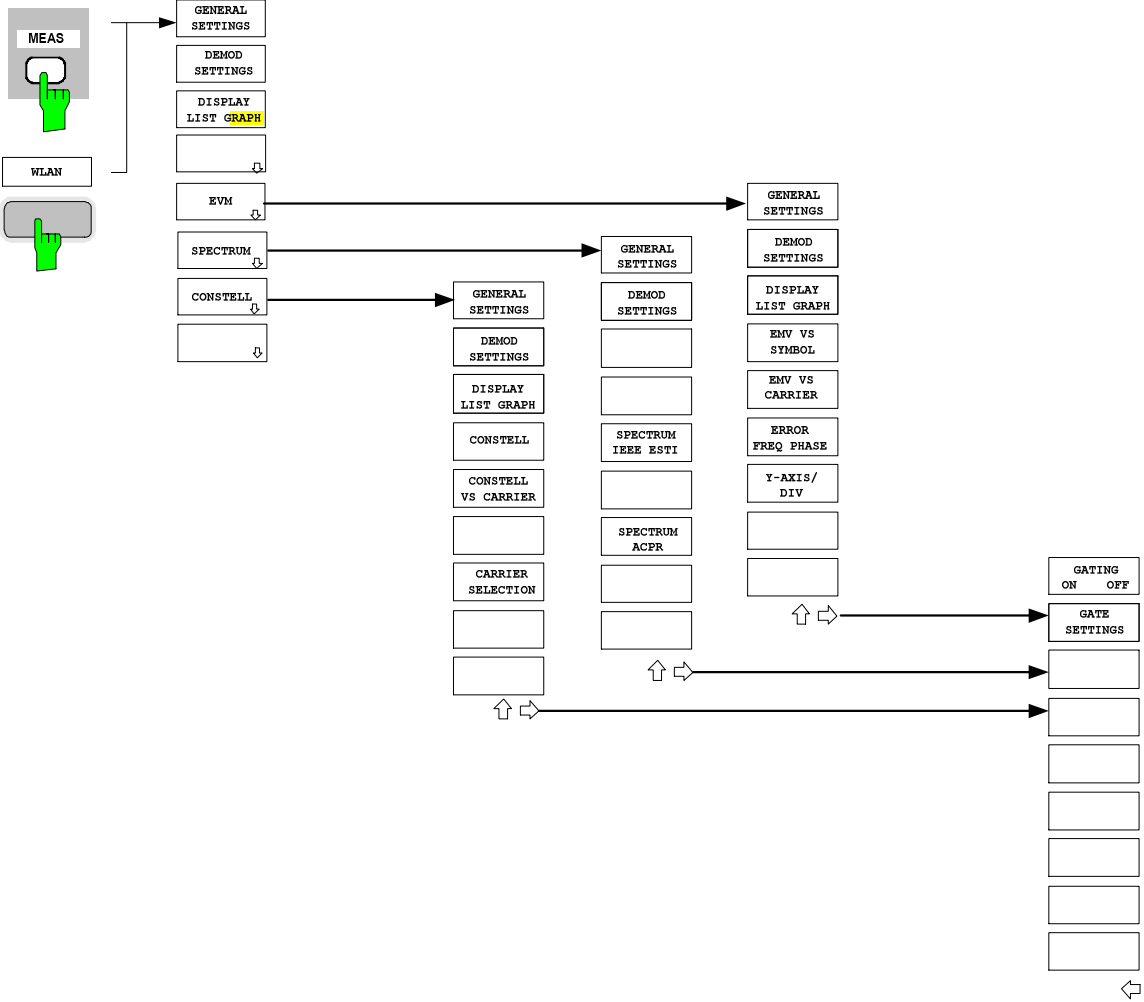 MEAS
WLAN
GENERAL
SETTINGS
DEMOD
SETTINGS
DISPLAY
LIST GRAPH
EVM
SPECTRUM
CONSTELL
GENERAL
SETTINGS
DEMOD
SETTINGS
DISPLAY
LIST GRAPH
CONSTELL
CONSTELL
VS CARRIER
CARRIER
SELECTION
GENERAL
SETTINGS
DEMOD
SETTINGS
SPECTRUM
IEEE ESTI
SPECTRUM
ACPR
GENERAL
SETTINGS
DEMOD
SETTINGS
DISPLAY
LIST GRAPH
EMV VS
SYMBOL
EMV VS
CARRIER
ERROR
FREQ PHASE
Y-AXIS/
DIV
GATING
ON OFF
GATE
SETTINGS